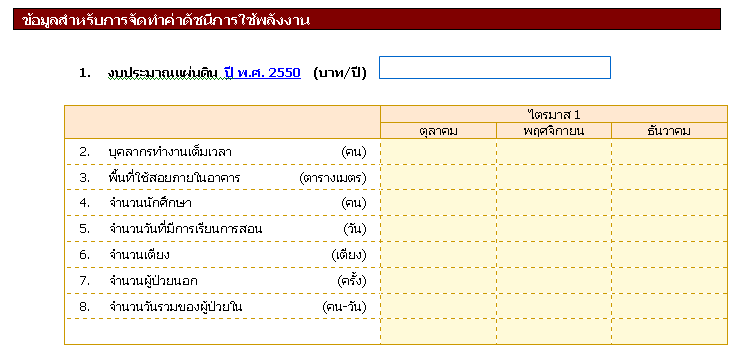 ข้อมูลสำหรับการจัดทำค่าดัชนีการใช้พลังงาน
1. งบประมาณแผ่นดิน ปี พ.ศ. 2550 (บาท/ปี)
ไตรมาส 1
ตุลาคม พฤศจิกายน ธันวาคม
2. บุคลากรทำงานเต็มเวลา (คน)
3. พื้นที่ใช้สอยภายในอาคาร (ตารางเมตร)
4. จำนวนนักศึกษา (คน)
5. จำนวนวันที่มีการเรียนการสอน (วัน)
6. จำนวนเตียง (เตียง)
7. จำนวนผู้ป่วยนอก (ครั้ง)
8. จำนวนวันรวมของผู้ป่วยใน (คน-วัน)